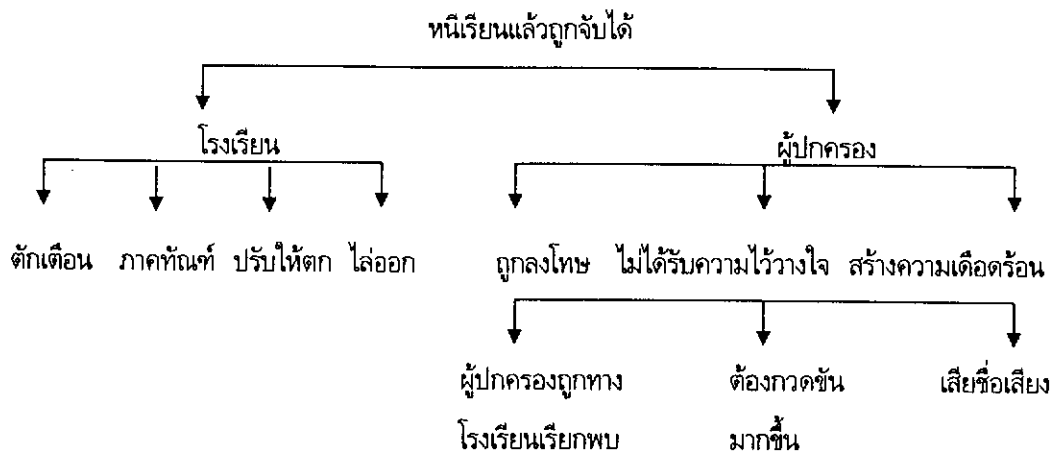 หนีเรียนแล้วถูกจับได้
โรงเรียน
ผู้ปกครอง
ตักเตือน ภาคทัณฑ์ ปรับให้ตก ไล่ออก
ถูกลงโทษ ไม่ได้รับความไว้วางใจ สร้างความเดือดร้อน
ผู้ปกครองถูกทาง
โรงเรียนเรียกพบ
ต้องกวดขัน
มากขึ้น
เสียชื่อเสียง